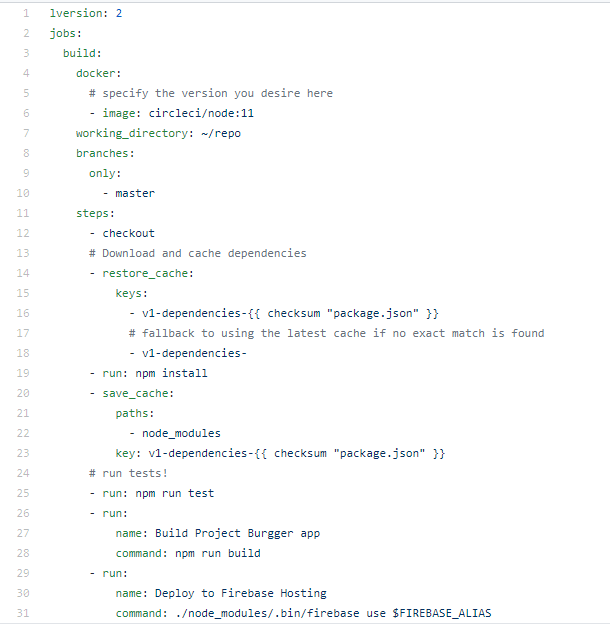 1 lversion: 2
2 jobs:
3   build:
4     docker:
5       # specify the version you desire here
6       - image: circleci/node:11
7     working_directory: ~/repo
8     branches:
9       only:
10         - master
11     steps:
12       - checkout
13       # Download and cache dependencies
14       - restore_cache:
15           keys:
16             - v1-dependencies-{{ checksum "package.json" }}
17             # fallback to using the latest cache if no exact match is found
18             - v1-dependencies-
19       - run: npm install
20       - save_cache:
21           paths:
22             - node_modules
23           key: v1-dependencies-{{ checksum "package.json" }}
24       # run tests!
25       - run: npm run test
26       - run:
27           name: Build Project Burgger app
28           command: npm run build
29       - run:
30           name: Deploy to Firebase Hosting
31           command: ./node_modules/.bin/firebase use $FIREBASE_ALIAS